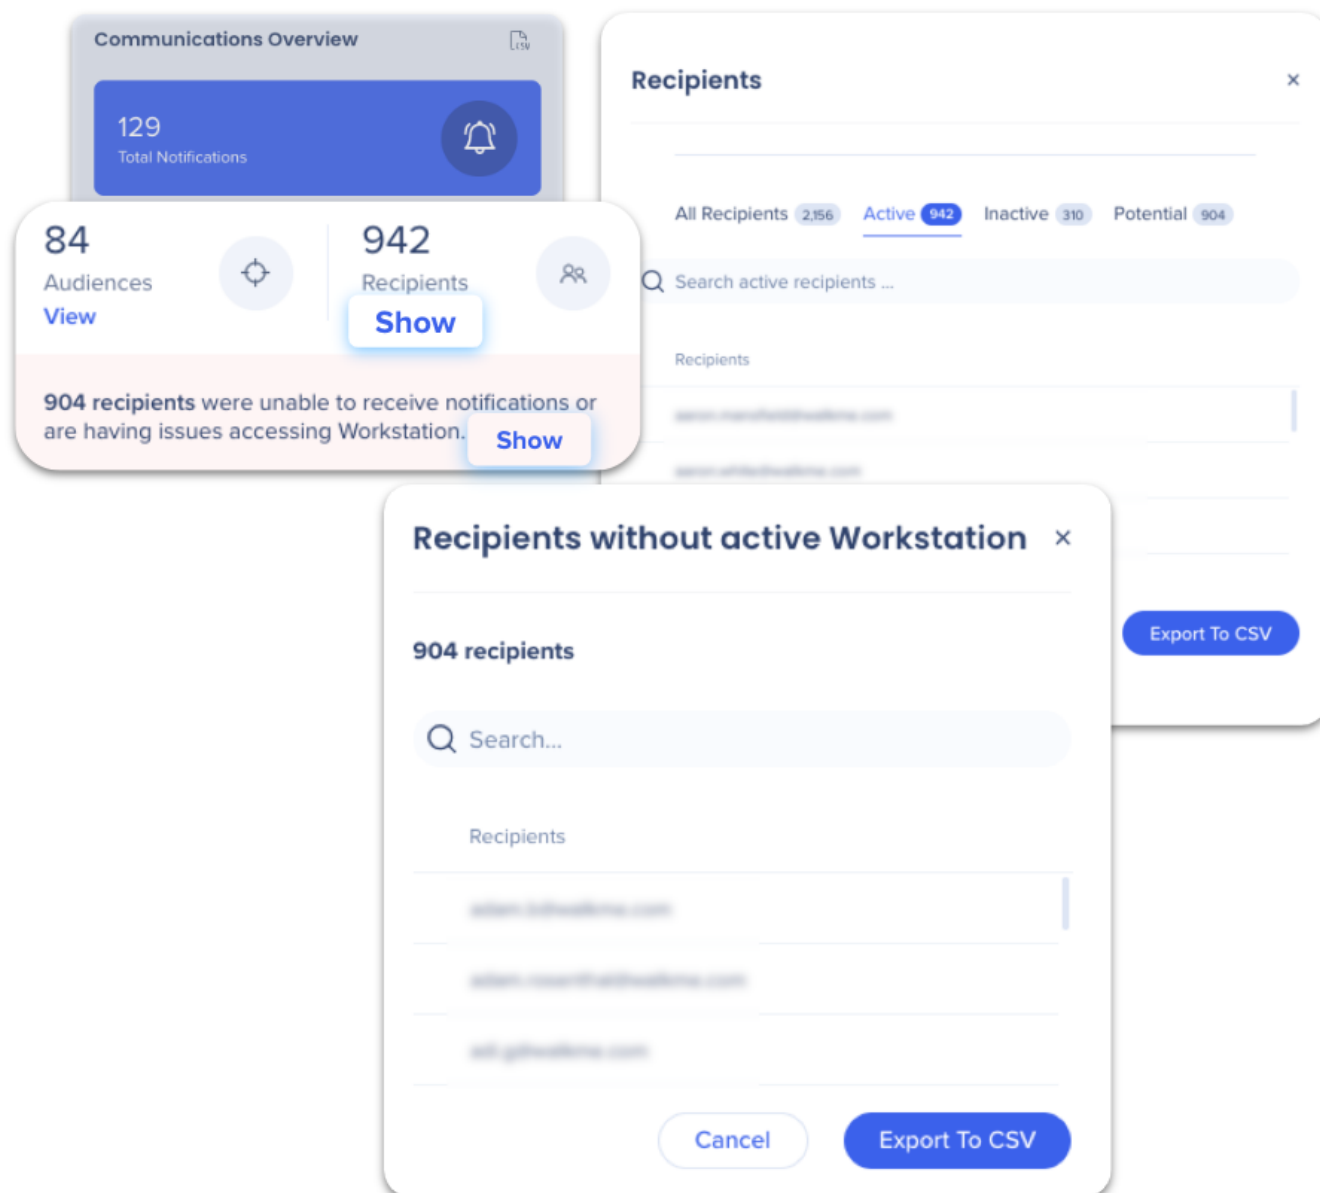 Communications Overview
CSV
129
Total Notifications
84
Audiences
View
942
Recipients
Show
904 recipients were unable to receive notifications or
are having issues accessing Workstation. Show
Recipients
All Recipients 2,156 Active 942 Inactive 310 Potential 904
Search active recipients ...
Recipients
Export To CSV
Recipients without active Workstation
904 recipients
Search...
Recipients
Cancel Export To CSV